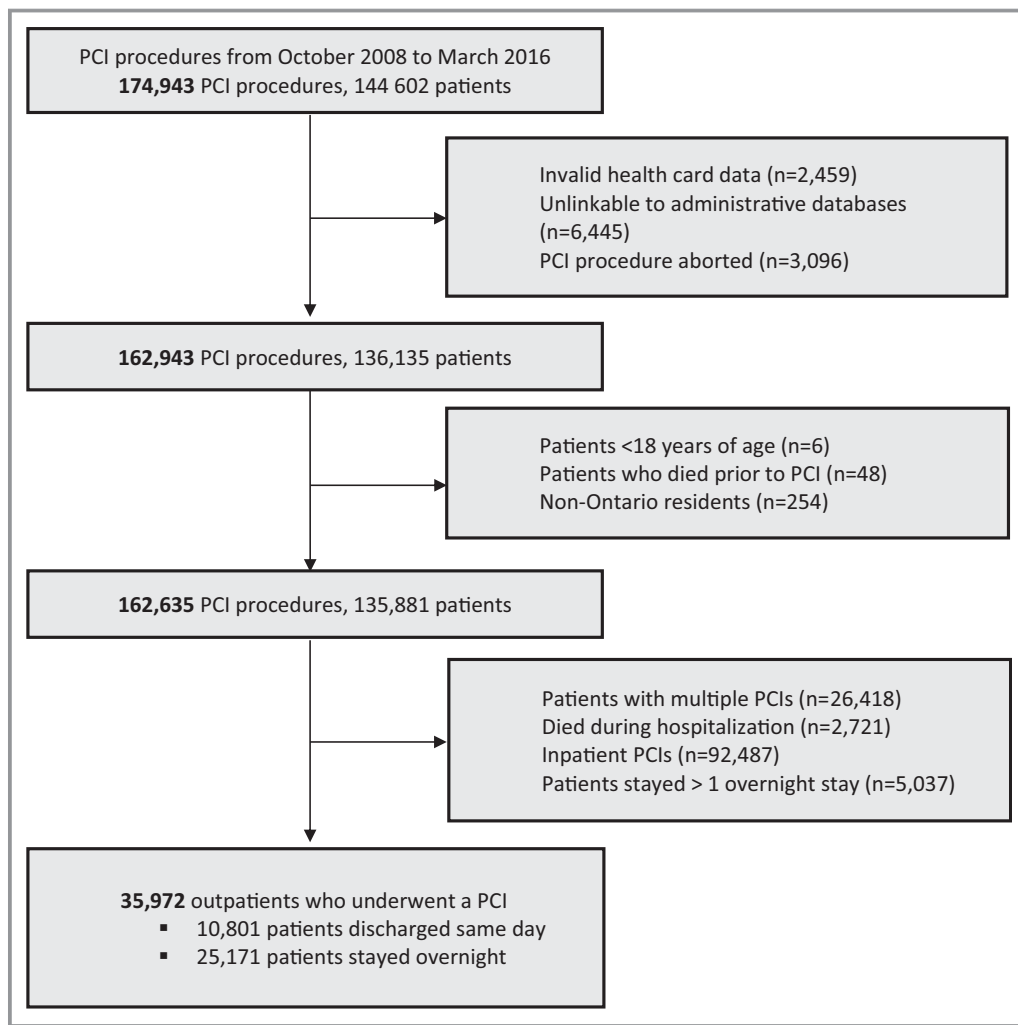 PCI procedures from October 2008 to March 2016
174,943 PCI procedures, 144 602 patients
Invalid health card data (n=2,459)
Unlinkable to administrative databases
(n=6,445)
PCI procedure aborted (n=3,096)
162,943 PCI procedures, 136,135 patients
Patients <18 years of age (n=6)
Patients who died prior to PCI (n=48)
Non-Ontario residents (n=254)
162,635 PCI procedures, 135,881 patients
Patients with multiple PCIs (n=26,418)
Died during hospitalization (n=2,721)
Inpatient PCIs (n=92,487)
Patients stayed > 1 overnight stay (n=5,037)
35,972 outpatients who underwent a PCI
▪ 10,801 patients discharged same day
▪ 25,171 patients stayed overnight